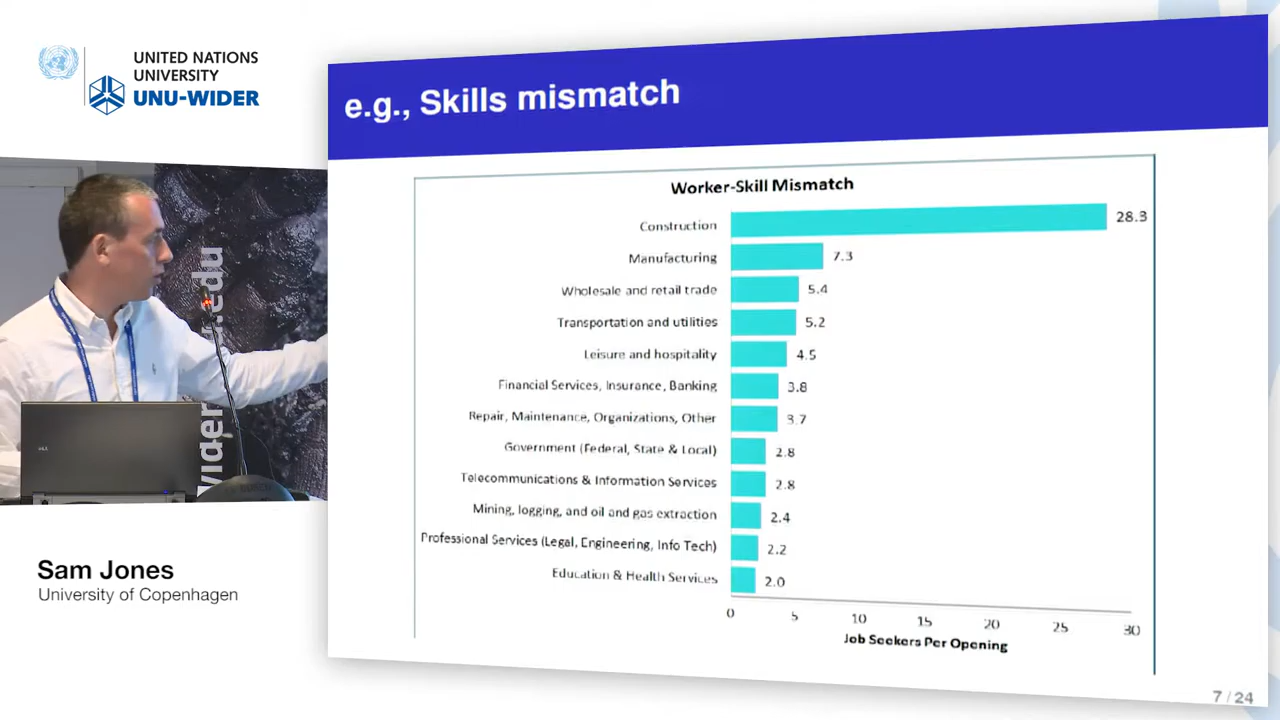 UNITED NATIONS
UNIVERSITY
UNU-WIDER
e.g., Skills mismatch
Worker-Skill Mismatch
Construction 28.3
Manufacturing 7.3
Wholesale and retail trade 5.4
Transportation and utilities 5.2
Leisure and hospitality 4.5
Financial Services, Insurance, Banking 3.8
Repair, Maintenance, Organizations, Other 3.7
Government (Federal, State & Local) 2.8
Telecommunications & Information Services 2.8
Mining, logging, and oil and gas extraction 2.4
Professional Services (Legal, Engineering, Info Tech) 2.2
Education & Health Services 2.0
0 5 10 15 20 25 30
Job Seekers Per Opening
7 / 24
wider
.edu
DELL
Sam Jones
University of Copenhagen